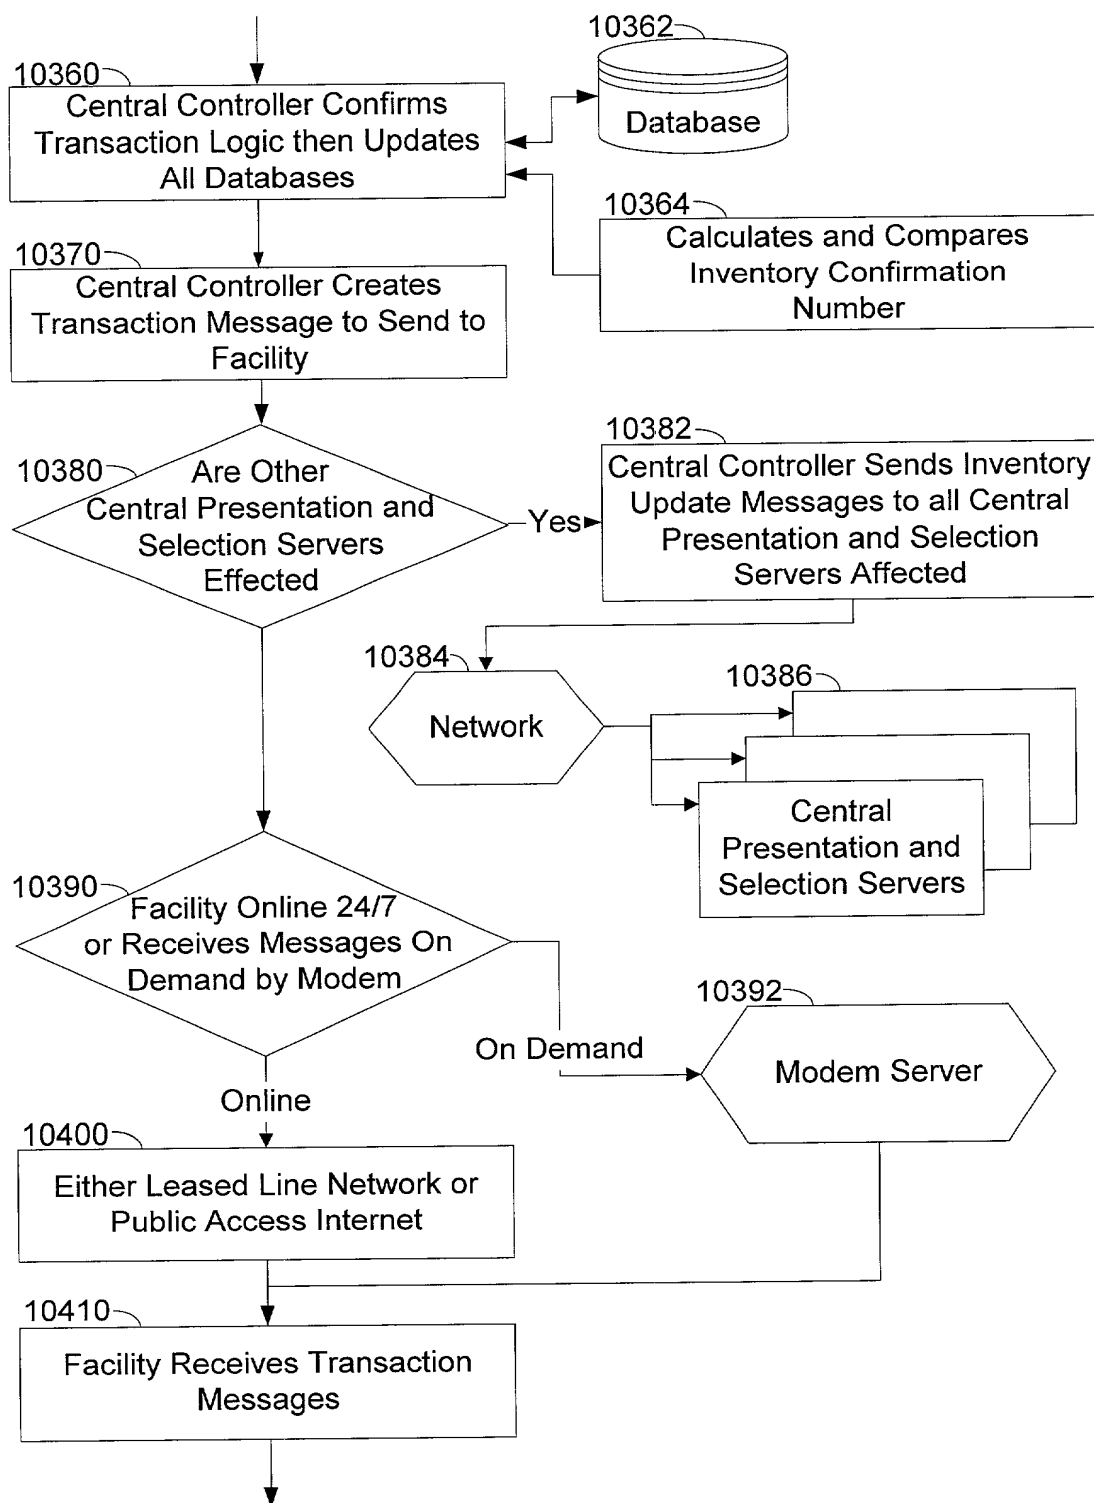 10360
Central Controller Confirms
Transaction Logic then Updates
All Databases
10362
Database
10364
Calculates and Compares
Inventory Confirmation
Number
10370
Central Controller Creates
Transaction Message to Send to
Facility
10380
Are Other
Central Presentation and
Selection Servers
Effected
Yes
10382
Central Controller Sends Inventory
Update Messages to all Central
Presentation and Selection
Servers Affected
10384
Network
10386
Central
Presentation and
Selection Servers
10390
Facility Online 24/7
or Receives Messages On
Demand by Modem
On Demand
10392
Modem Server
Online
10400
Either Leased Line Network or
Public Access Internet
10410
Facility Receives Transaction
Messages